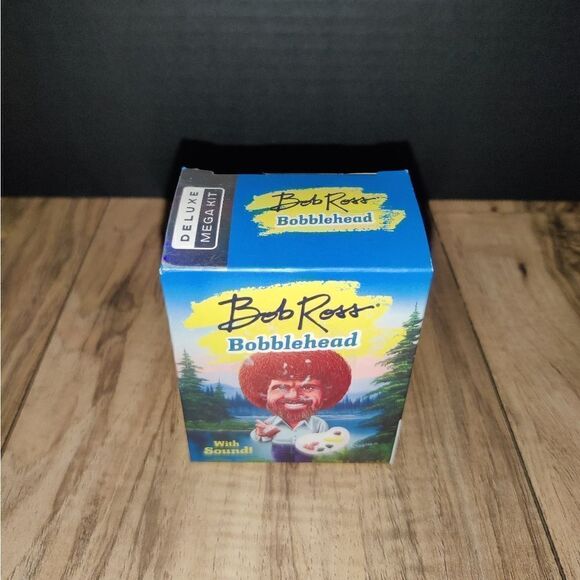 DELUXE
MEGA KIT
Bob Ross
Bobblehead
Bob Ross
Bobblehead
With
Sound!